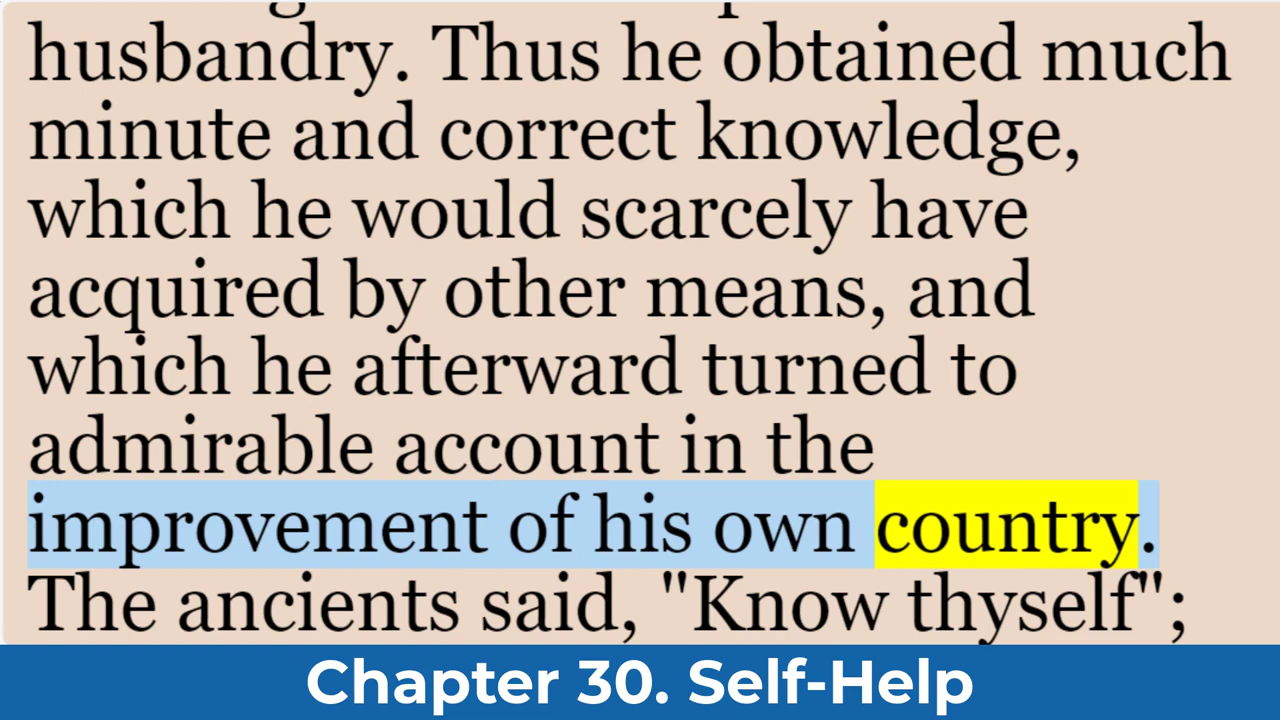 husbandry. Thus he obtained much
minute and correct knowledge,
which he would scarcely have
acquired by other means, and
which he afterward turned to
admirable account in the
improvement of his own country.
The ancients said, "Know thyself";
Chapter 30. Self-Help